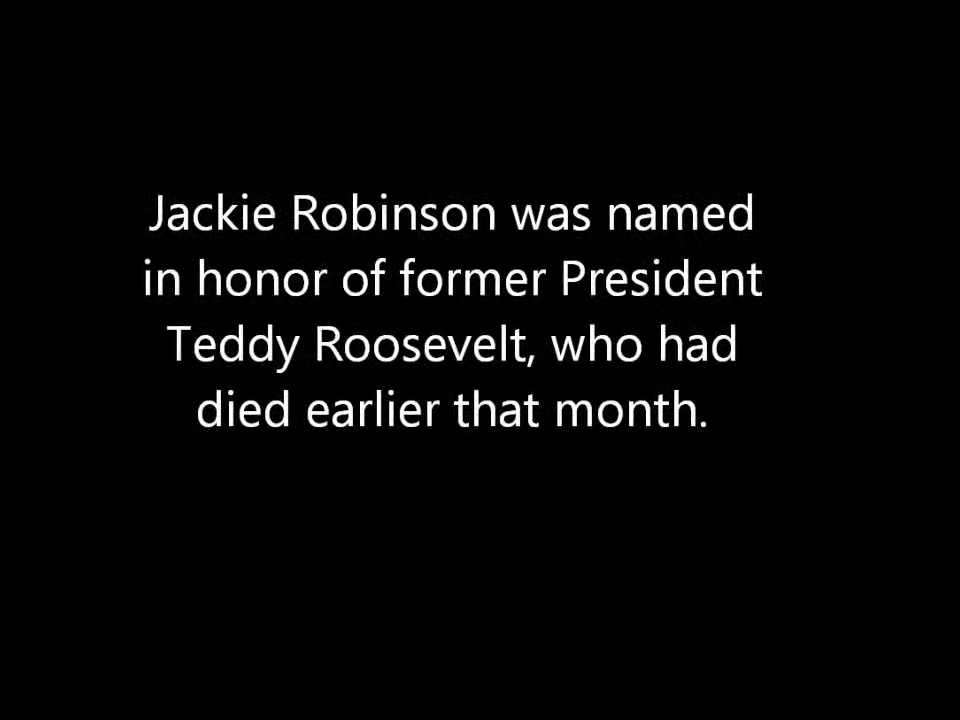 Jackie Robinson was named
in honor of former President
Teddy Roosevelt, who had
died earlier that month.